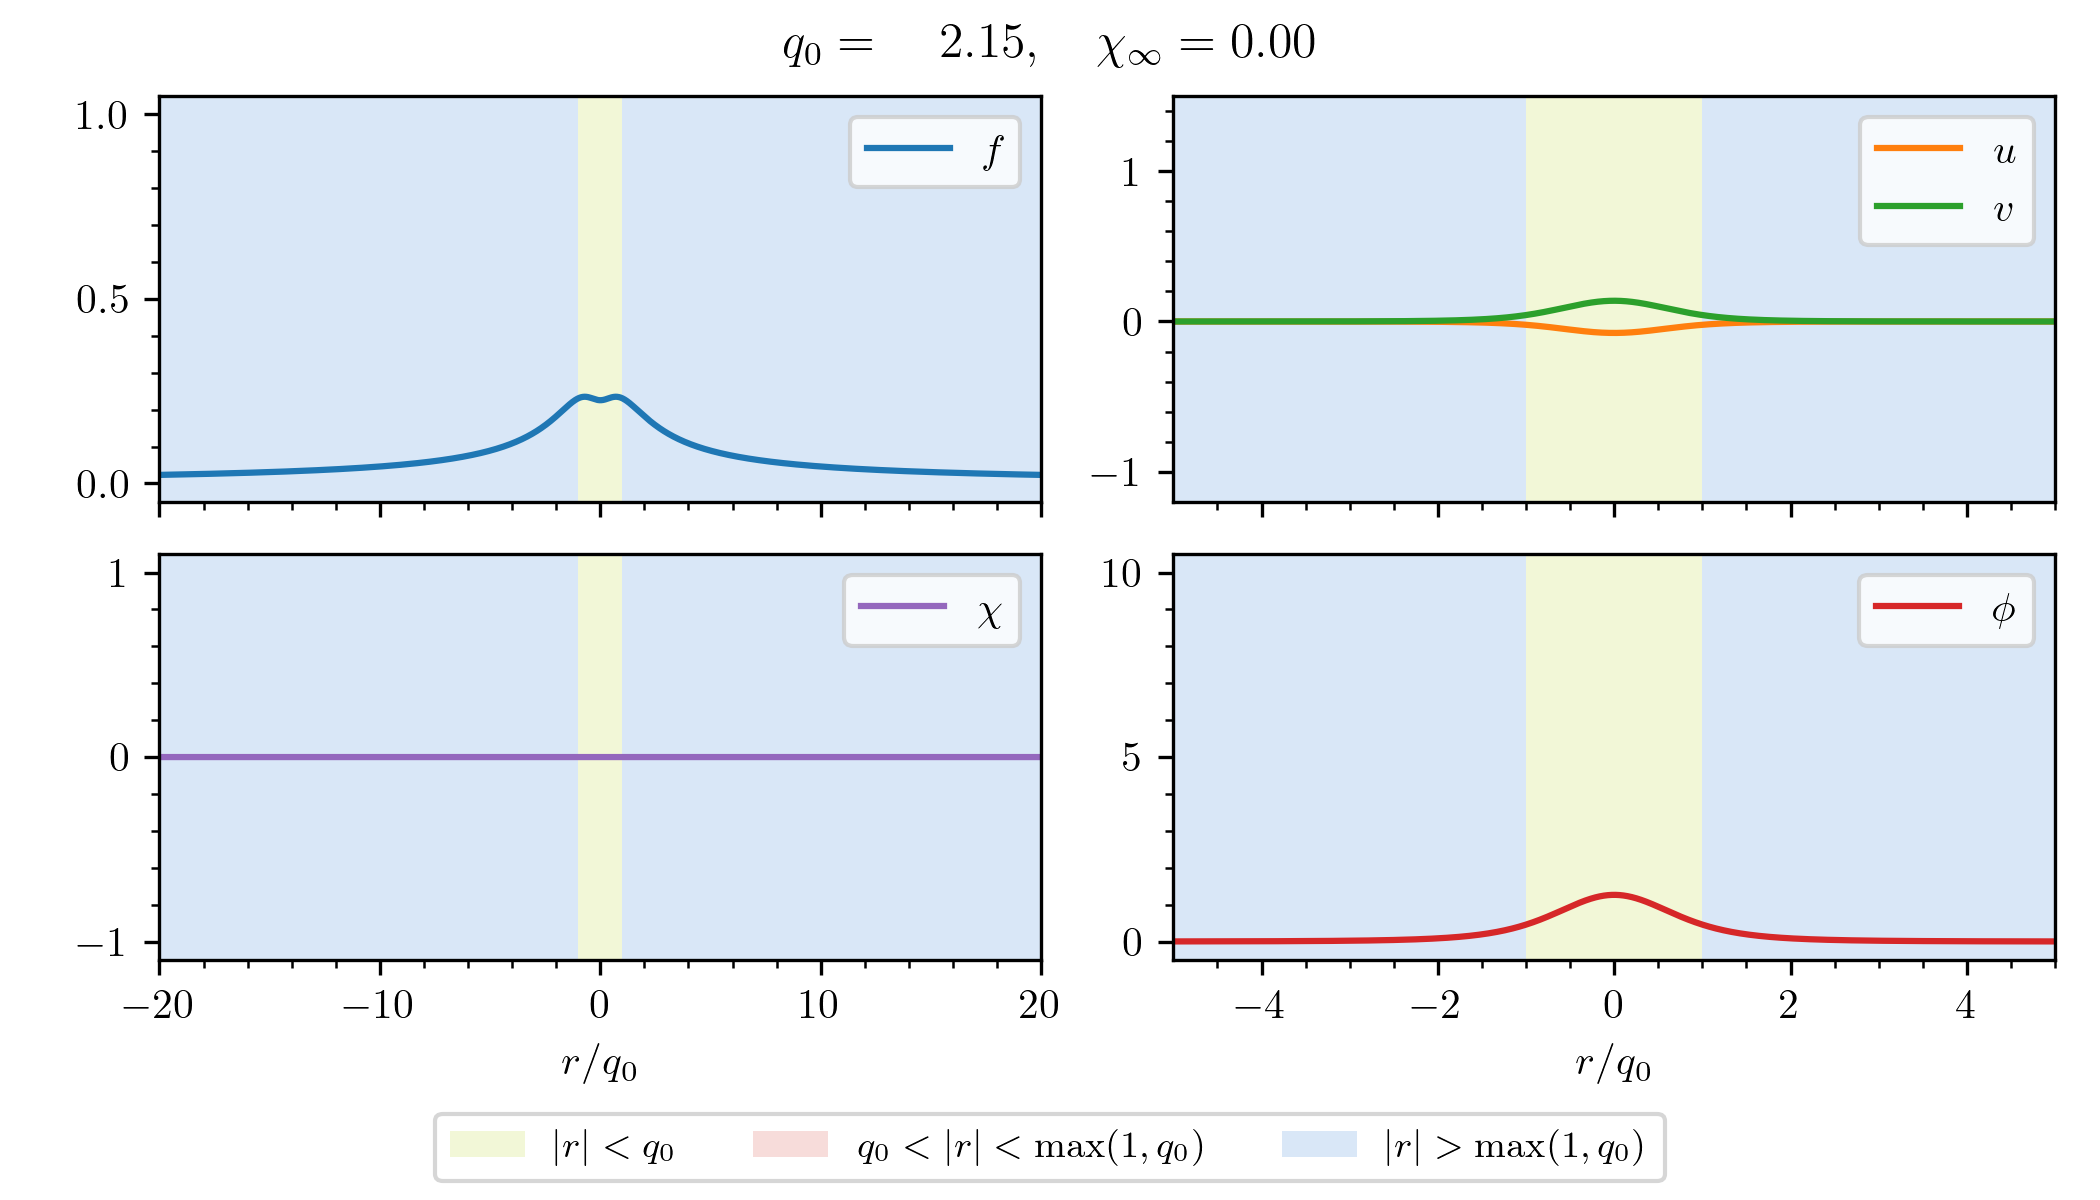 q₀ = 2.15, χ∞ = 0.00
1.0
0.5
0.0
f
1
0
−1
u
v
1
0
−1
χ
−20 −10 0 10 20
r/q₀
10
5
0
ϕ
−4 −2 0 2 4
r/q₀
|r| < q₀ q₀ < |r| < max(1, q₀) |r| > max(1, q₀)